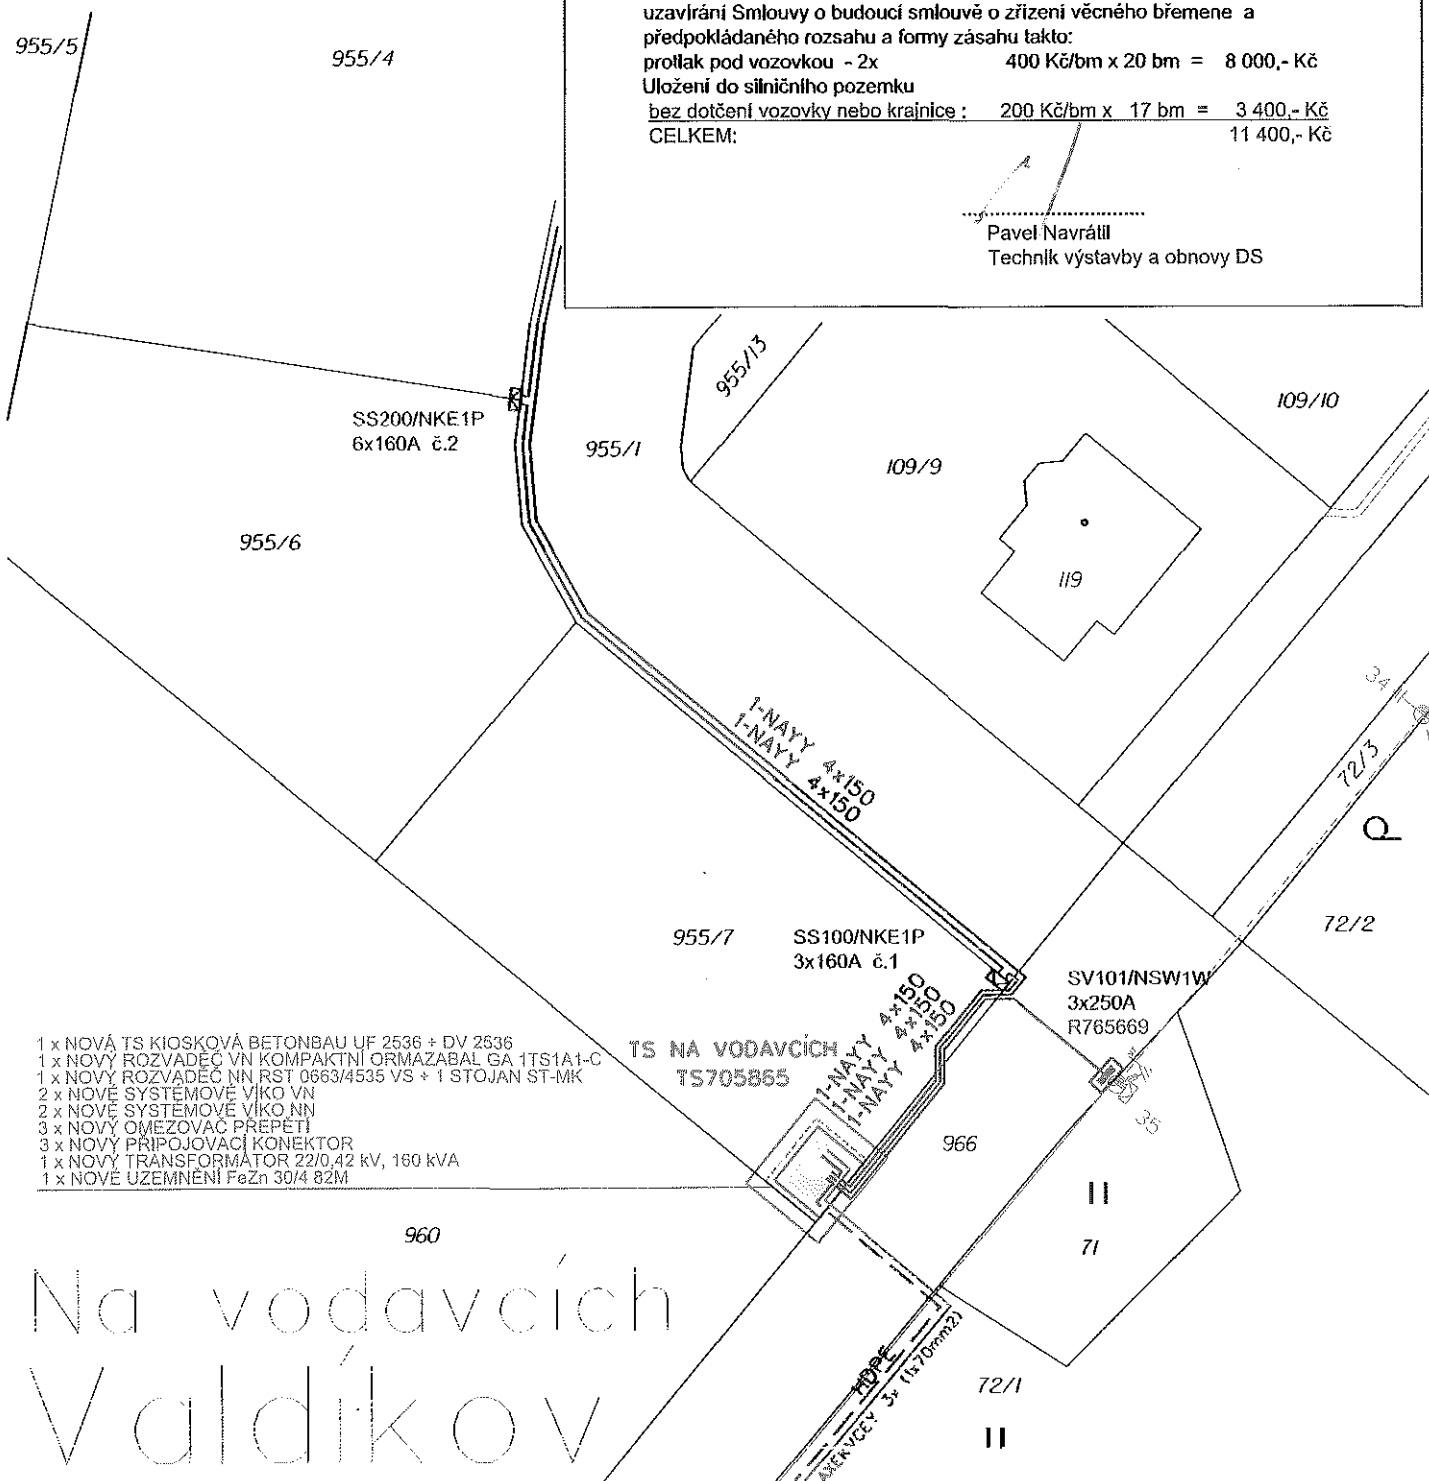 uzavírání Smlouvy o budoucí smlouvě o zřízení věcného břemene a
předpokládaného rozsahu a formy zásahu takto:
protlak pod vozovkou - 2x 400 Kč/bm x 20 bm = 8 000,- Kč
Uložení do silničního pozemku
bez dotčení vozovky nebo krajnice : 200 Kč/bm x 17 bm = 3 400,- Kč
CELKEM: 11 400,- Kč
Pavel Navrátil
Technik výstavby a obnovy DS
955/5
955/4
955/13
109/10
SS200/NKE1P
6x160A č.2
955/1
109/9
955/6
119
34
1-NAYY 4x150
1-NAYY 4x150
72/3
72/2
955/7
SS100/NKE1P
3x160A č.1
SV101/NSW1W
3x250A
R765669
1 x NOVÁ TS KIOSKOVÁ BETONBAU UF 2536 + DV 2536
1 x NOVÝ ROZVADĚČ VN KOMPAKTNÍ ORMAZABAL GA 1TS1A1-C
1 x NOVÝ ROZVADĚČ NN RST 0663/4535 VS + 1 STOJAN ST-MK
2 x NOVÉ SYSTÉMOVÉ VÍKO VN
2 x NOVÉ SYSTÉMOVÉ VÍKO NN
3 x NOVÝ OMEZOVAČ PŘEPĚTÍ
3 x NOVÝ PŘIPOJOVACÍ KONEKTOR
1 x NOVÝ TRANSFORMÁTOR 22/0,42 kV, 160 kVA
1 x NOVÉ UZEMNĚNÍ FeZn 30/4 82M
TS NA VODAVCÍCH
TS705865
1-NAYY 4x150
1-NAYY 4x150
1-NAYY 4x150
35
966
71
960
Na vodavcích
Valdíkov
HDPE
AXEKVCEY 3x (1x70mm2)
72/1